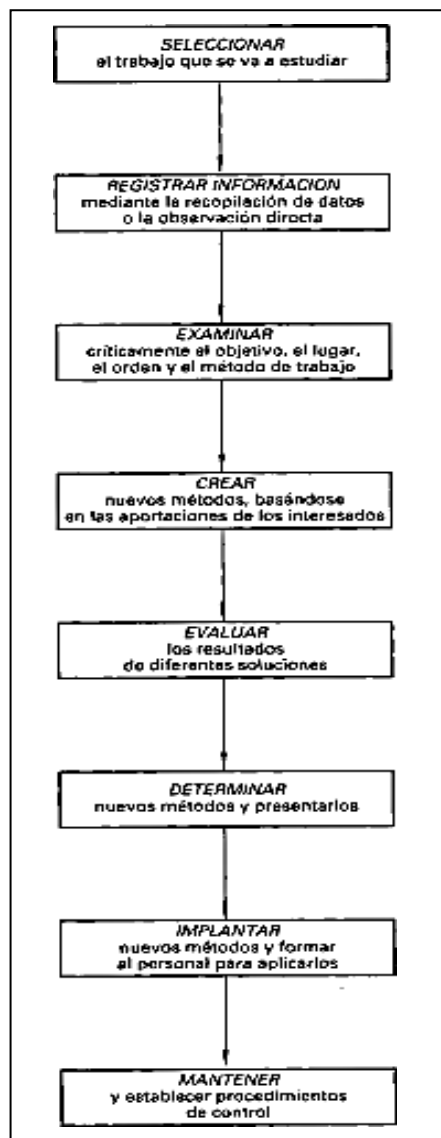 SELECCIONAR
el trabajo que se va a estudiar
REGISTRAR INFORMACION
mediante la recopilación de datos
o la observación directa
EXAMINAR
críticamente el objetivo, el lugar,
el orden y el método de trabajo
CREAR
nuevos métodos, basándose
en las aportaciones de los interesados
EVALUAR
los resultados
de diferentes soluciones
DETERMINAR
nuevos métodos y presentarlos
IMPLANTAR
nuevos métodos y formar
al personal para aplicarlos
MANTENER
y establecer procedimientos
de control